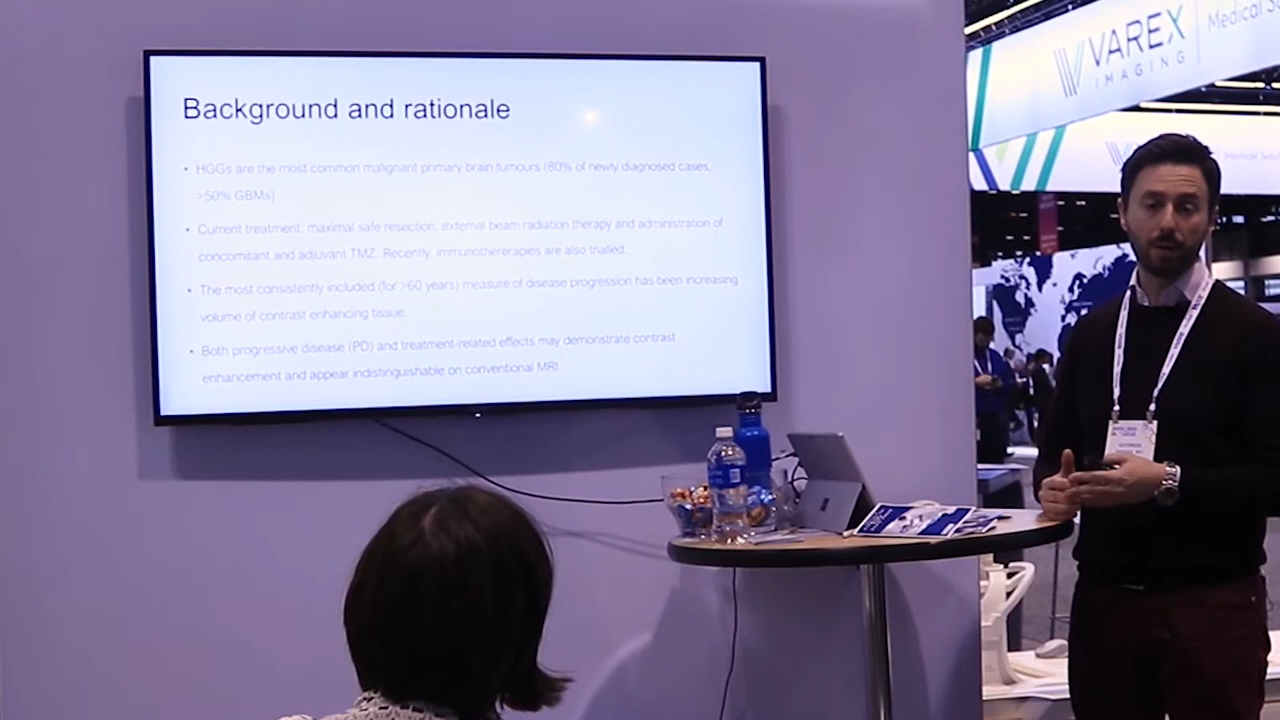 Background and rationale
• HGGs are the most common malignant primary brain tumours (80% of newly diagnosed cases,
>50% GBMs)
• Current treatment: maximal safe resection, external beam radiation therapy and administration of
concomitant and adjuvant TMZ. Recently, immunothererapies are also trialled.
• The most consistently included (for >60 years) measure of disease progression has been increasing
volume of contrast enhancing tissue.
• Both progressive disease (PD) and treatment-related effects may demonstrate contrast
enhancement and appear indistinguishable on conventional MRI.
VAREX
IMAGING
Medical
Medical